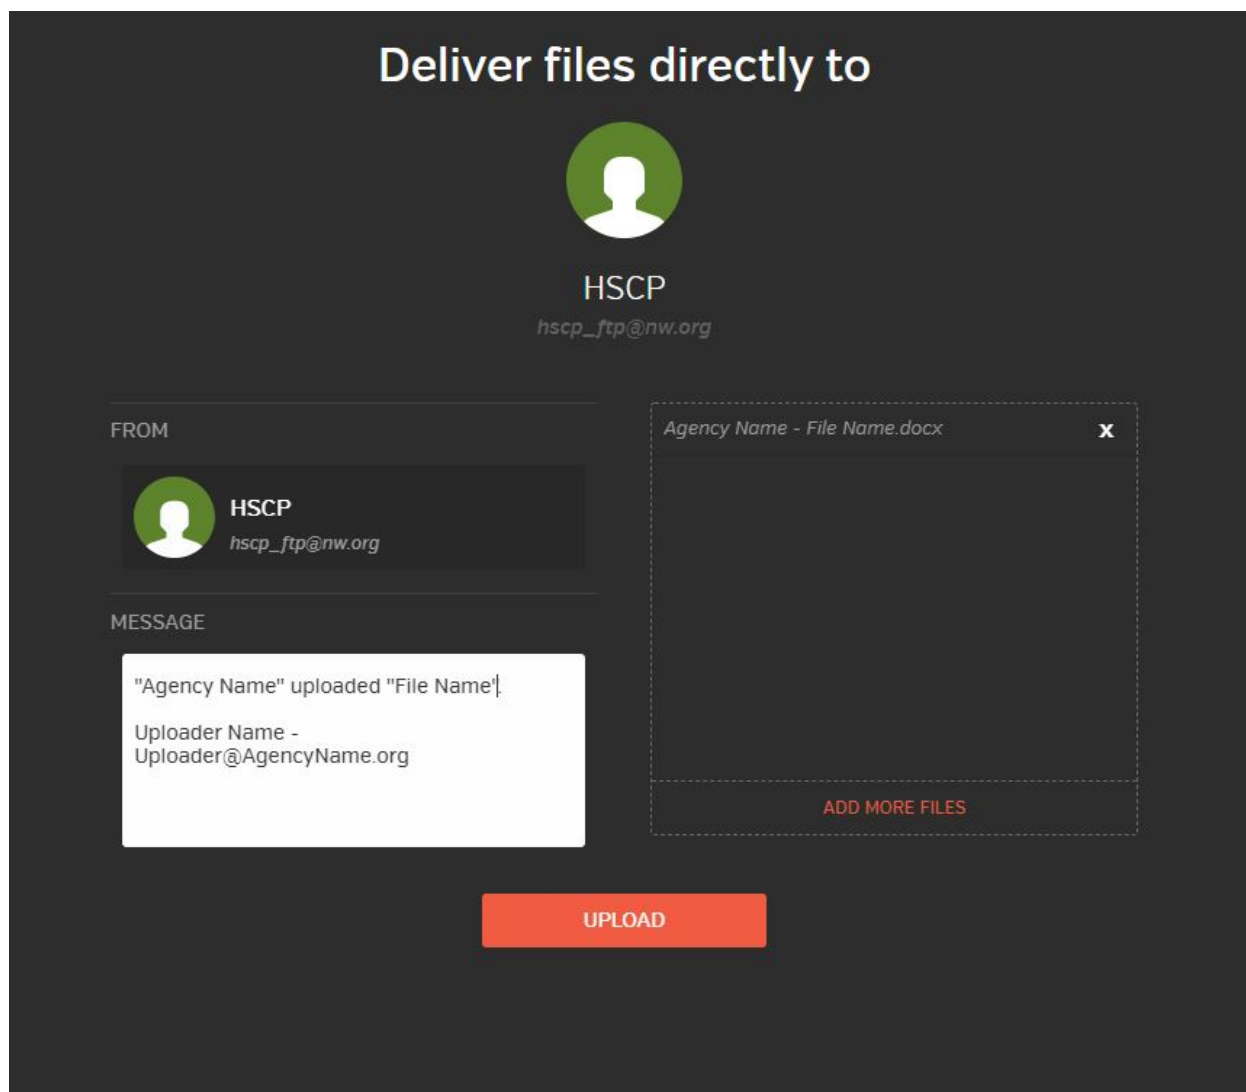 Deliver files directly to
HSCP
hscp_ftp@nw.org
FROM
HSCP
hscp_ftp@nw.org
MESSAGE
"Agency Name" uploaded "File Name".
Uploader Name -
Uploader@AgencyName.org
Agency Name - File Name.docx
x
ADD MORE FILES
UPLOAD